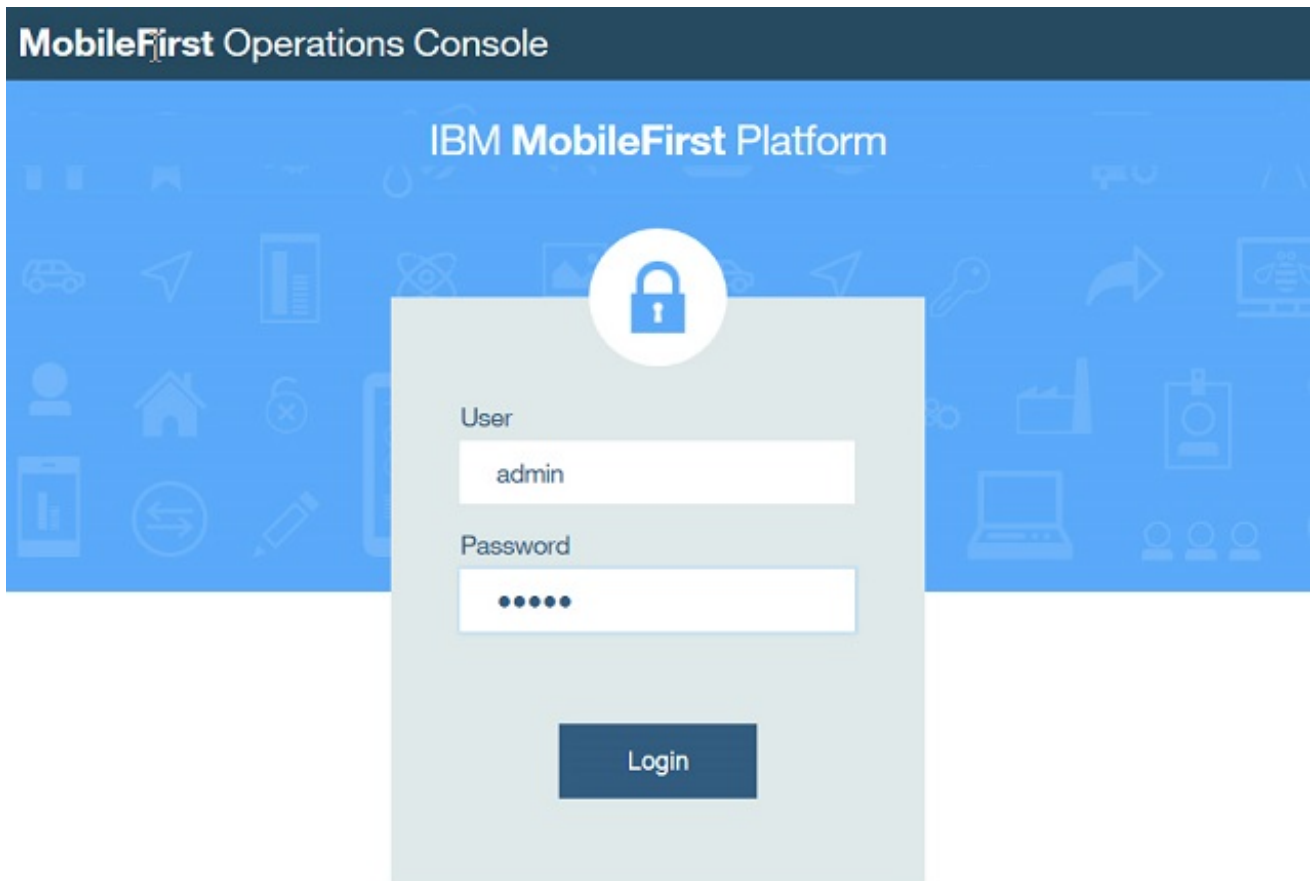 MobileFirst Operations Console
IBM MobileFirst Platform
User
admin
Password
•••••
Login